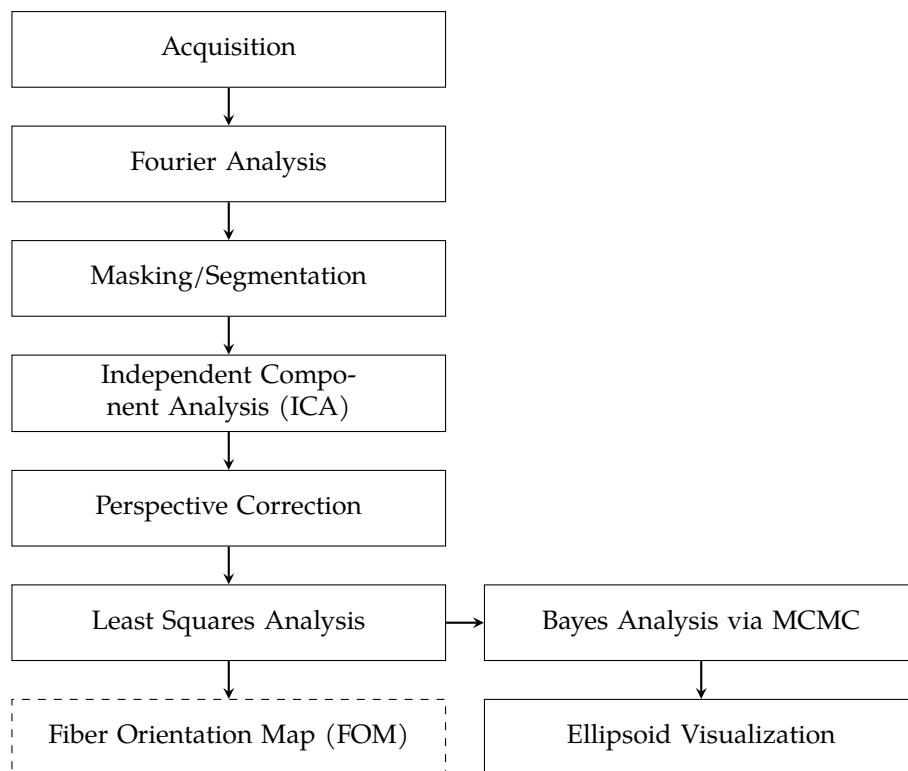 Acquisition
Fourier Analysis
Masking/Segmentation
Independent Compo-
nent Analysis (ICA)
Perspective Correction
Least Squares Analysis
Bayes Analysis via MCMC
Fiber Orientation Map (FOM)
Ellipsoid Visualization